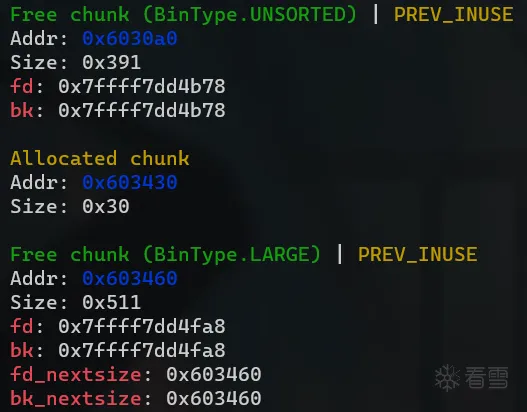 Free chunk (BinType.UNSORTED) | PREV_INUSE
Addr: 0x6030a0
Size: 0x391
fd: 0x7ffff7dd4b78
bk: 0x7ffff7dd4b78
Allocated chunk
Addr: 0x603430
Size: 0x30
Free chunk (BinType.LARGE) | PREV_INUSE
Addr: 0x603460
Size: 0x511
fd: 0x7ffff7dd4fa8
bk: 0x7ffff7dd4fa8
fd_nextsize: 0x603460
bk_nextsize: 0x603460
看雪